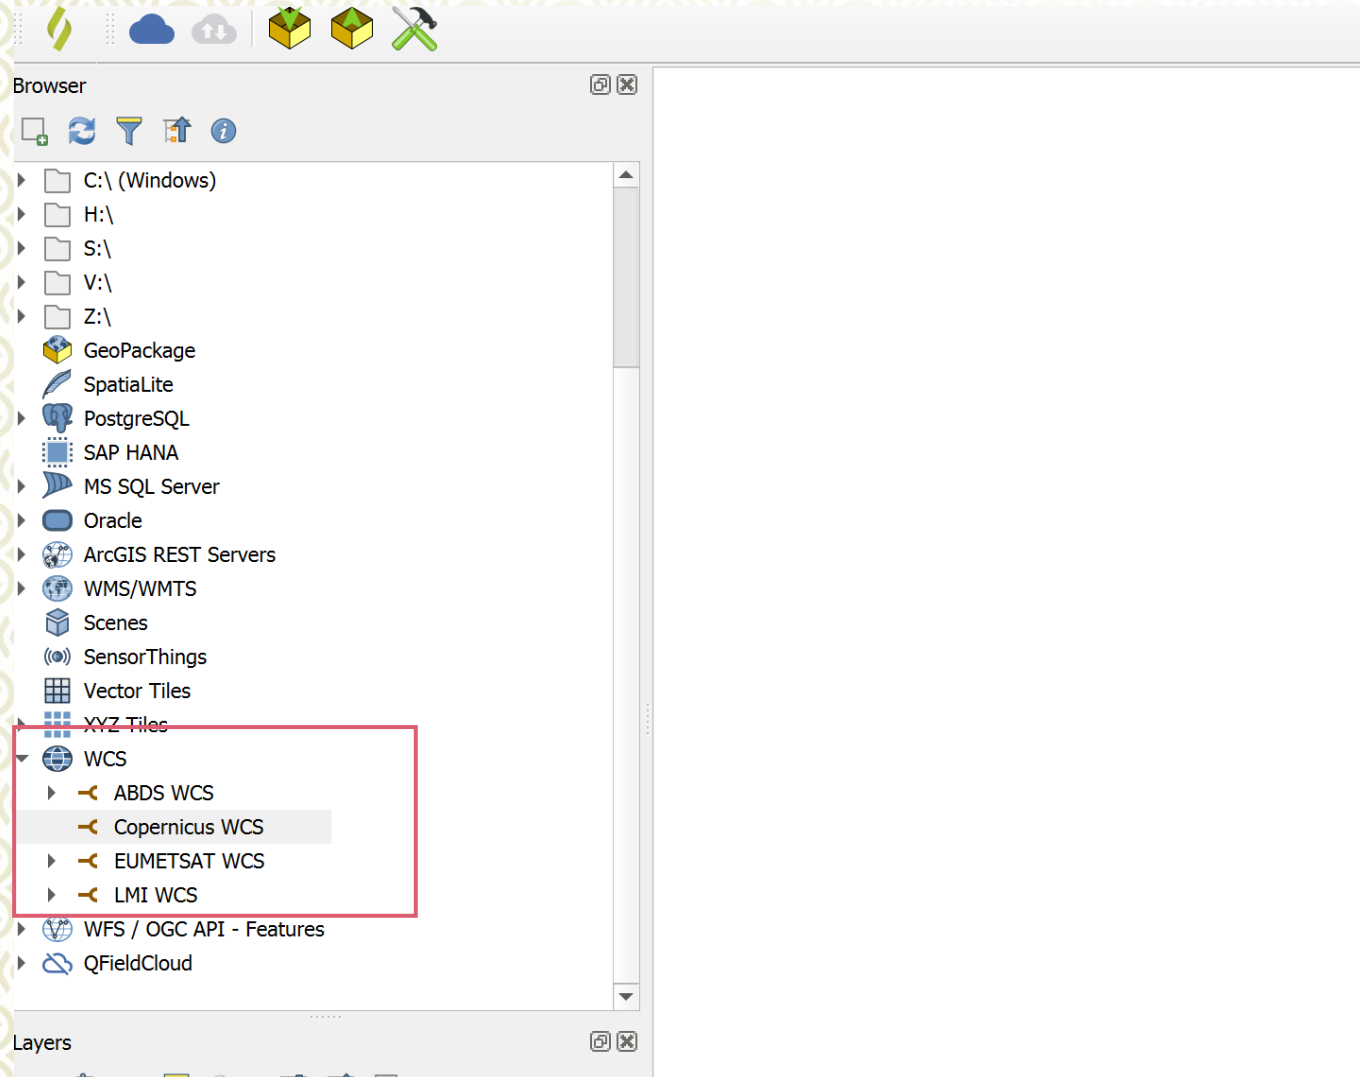 Browser
C:\ (Windows)
H:\
S:\
V:\
Z:\
GeoPackage
SpatiaLite
PostgreSQL
SAP HANA
MS SQL Server
Oracle
ArcGIS REST Servers
WMS/WMTS
Scenes
SensorThings
Vector Tiles
XYZ Tiles
WCS
ABDS WCS
Copernicus WCS
EUMETSAT WCS
LMI WCS
WFS / OGC API - Features
QFieldCloud
Layers